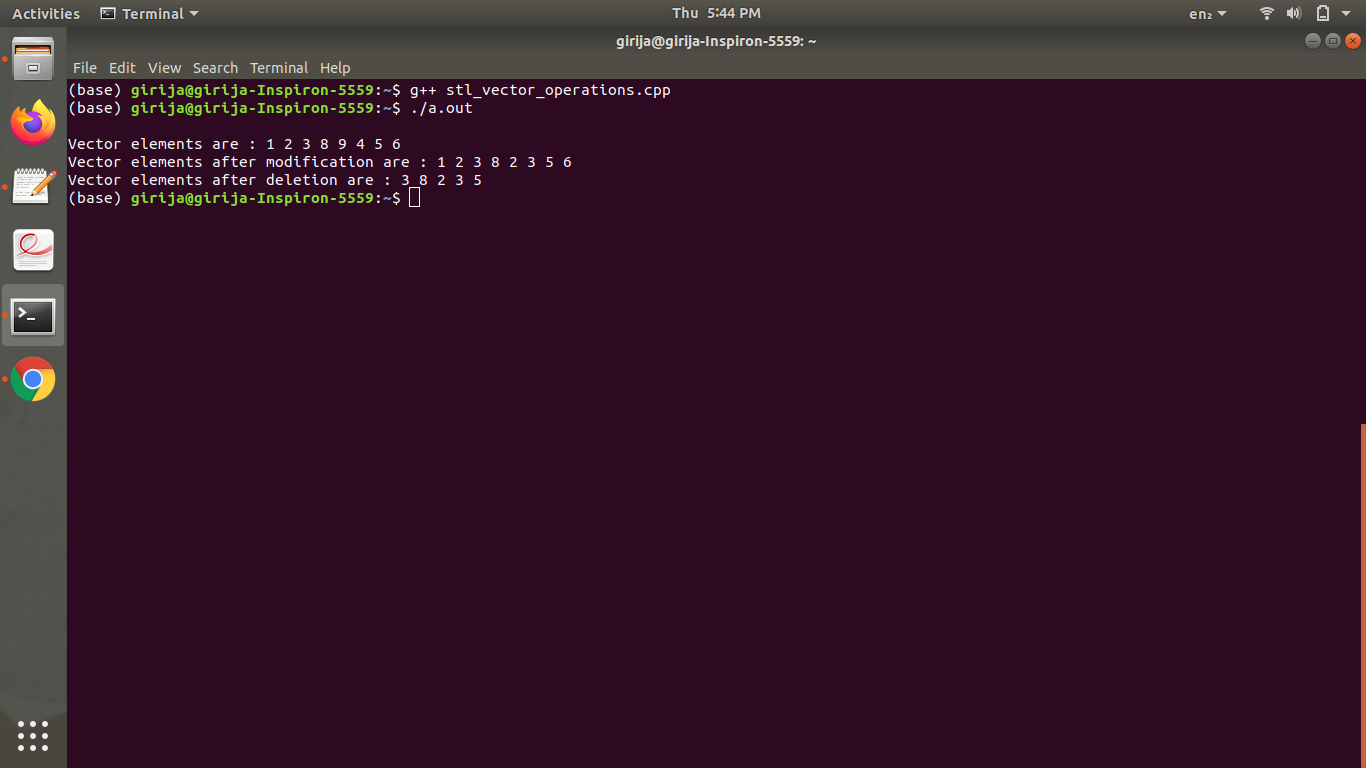 Activities Terminal Thu 5:44 PM en₂
girija@girija-Inspiron-5559: ~
File Edit View Search Terminal Help
(base) girija@girija-Inspiron-5559:~$ g++ stl_vector_operations.cpp
(base) girija@girija-Inspiron-5559:~$ ./a.out
Vector elements are : 1 2 3 8 9 4 5 6
Vector elements after modification are : 1 2 3 8 2 3 5 6
Vector elements after deletion are : 3 8 2 3 5
(base) girija@girija-Inspiron-5559:~$